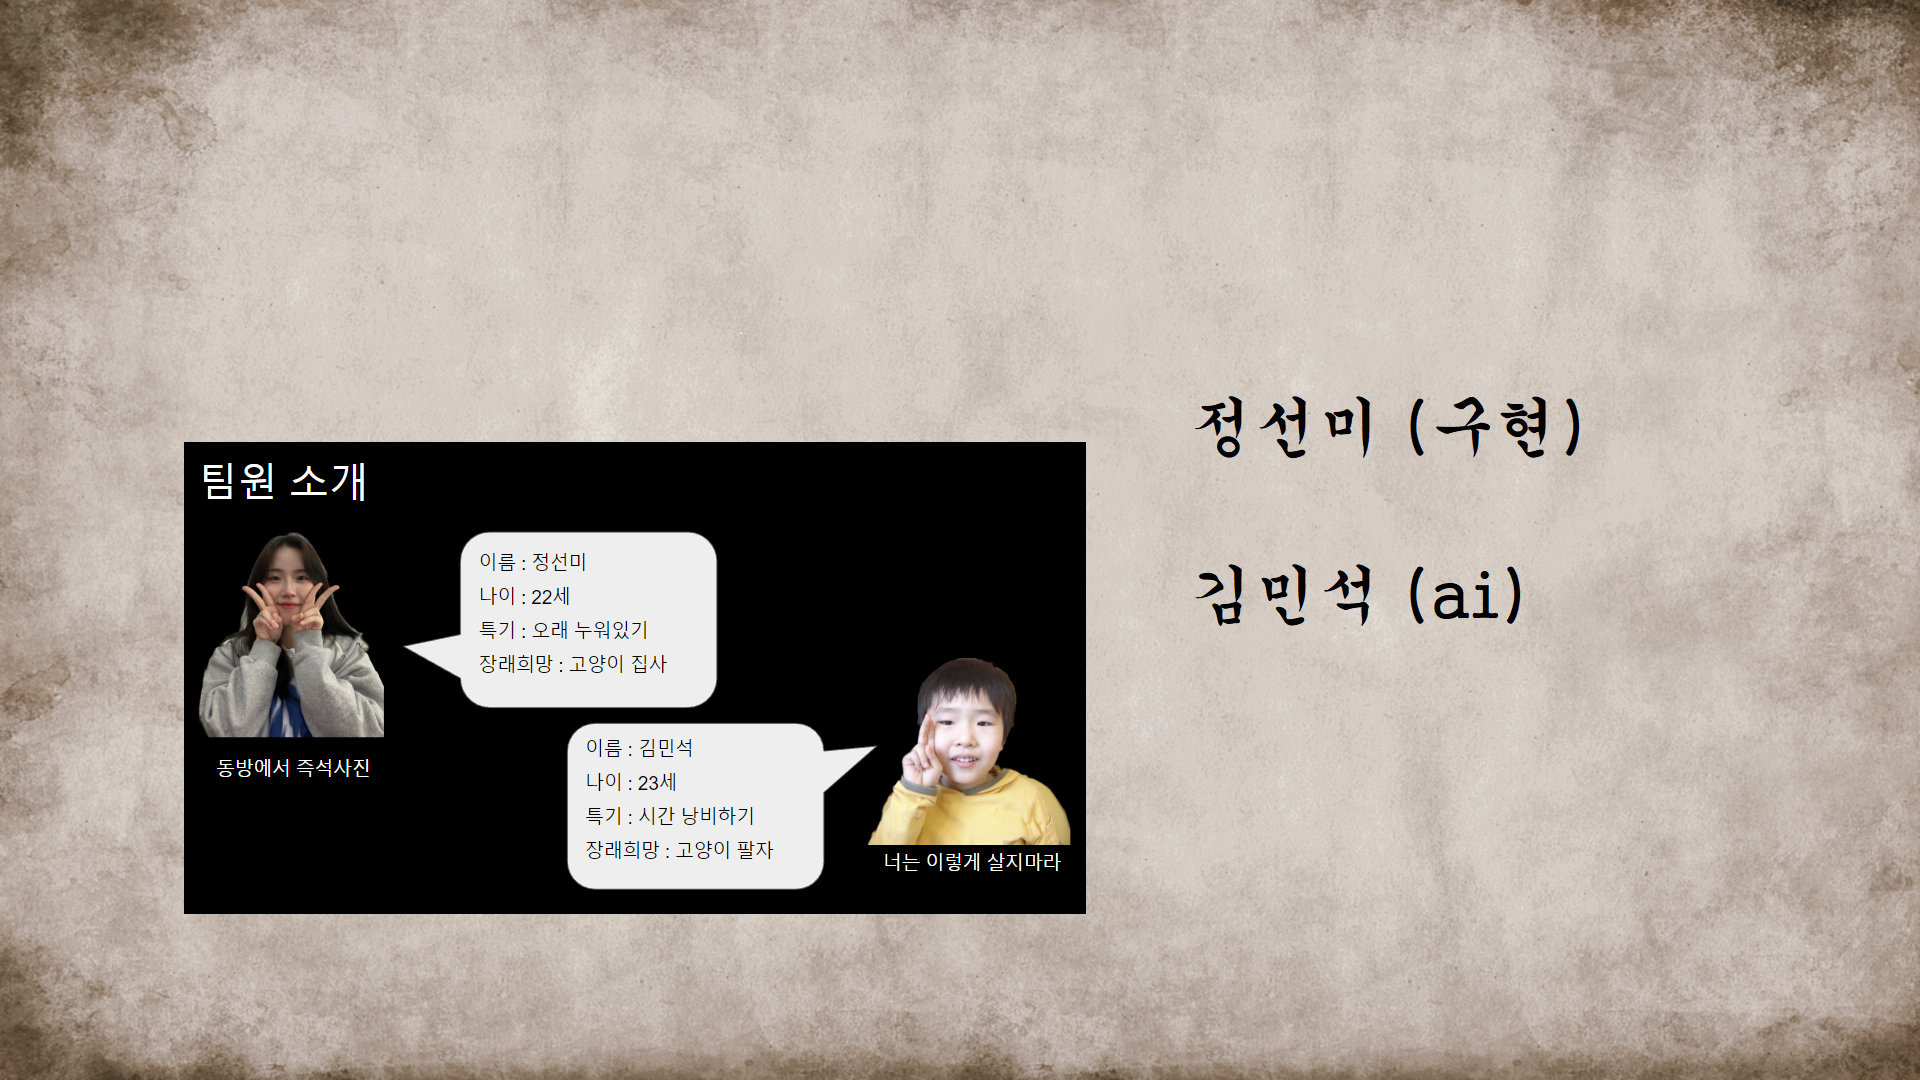 팀원 소개
이름 : 정선미
나이 : 22세
특기 : 오래 누워있기
장래희망 : 고양이 집사
동방에서 즉석사진
이름 : 김민석
나이 : 23세
특기 : 시간 낭비하기
장래희망 : 고양이 팔자
너는 이렇게 살지마라
정선미 (구현)
김민석 (ai)